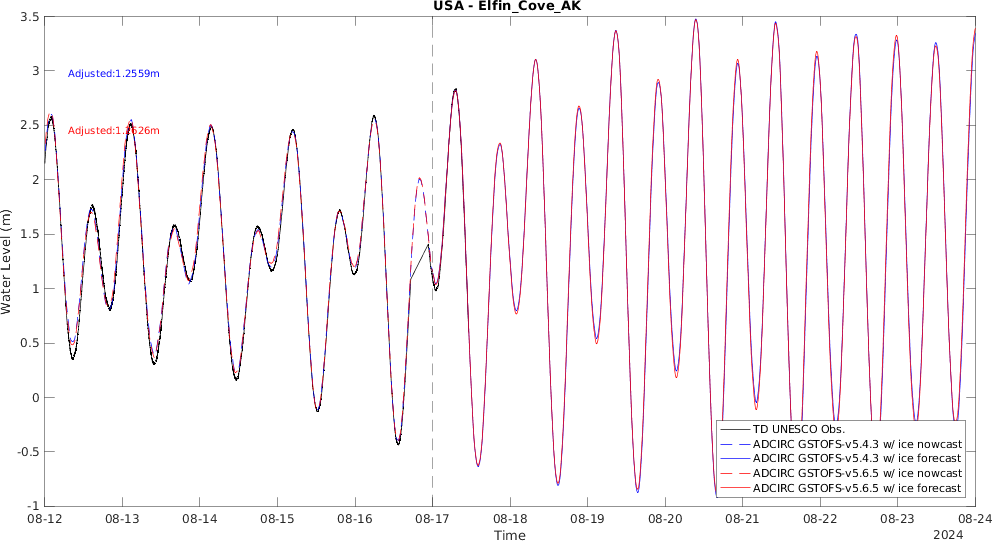 USA - Elfin_Cove_AK
3.5
3
2.5
2
1.5
1
0.5
0
-0.5
-1
Water Level (m)
Adjusted:1.2559m
Adjusted:1.2626m
TD UNESCO Obs.
ADCIRC GSTOFS-v5.4.3 w/ ice nowcast
ADCIRC GSTOFS-v5.4.3 w/ ice forecast
ADCIRC GSTOFS-v5.6.5 w/ ice nowcast
ADCIRC GSTOFS-v5.6.5 w/ ice forecast
08-12 08-13 08-14 08-15 08-16 08-17 08-18 08-19 08-20 08-21 08-22 08-23 08-24
Time
2024